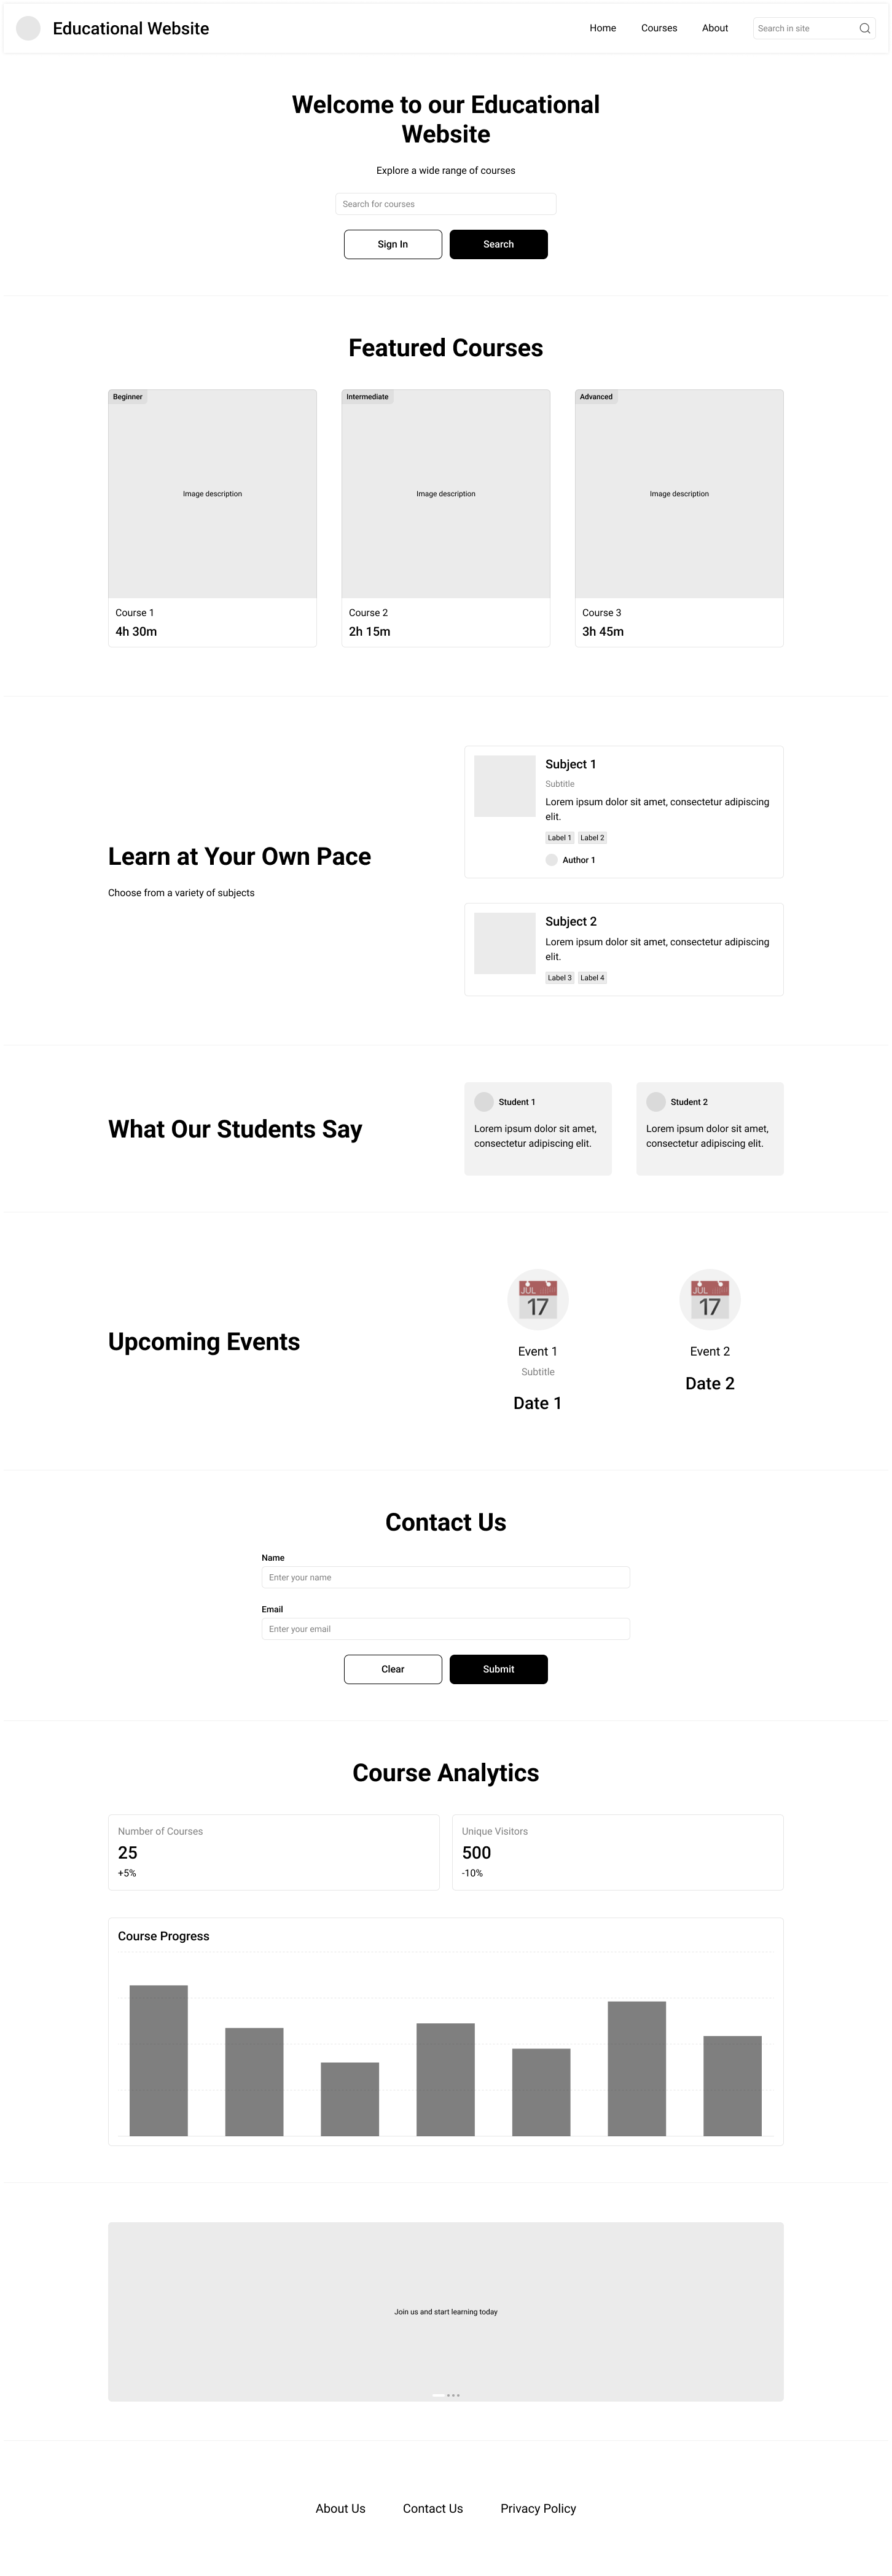 Educational Website
Home
Courses
About
Search in site
Welcome to our Educational
Website
Explore a wide range of courses
Search for courses
Sign In
Search
Featured Courses
Beginner
Image description
Course 1
4h 30m
Intermediate
Image description
Course 2
2h 15m
Advanced
Image description
Course 3
3h 45m
Learn at Your Own Pace
Choose from a variety of subjects
Subject 1
Subtitle
Lorem ipsum dolor sit amet, consectetur adipiscing
elit.
Label 1
Label 2
Author 1
Subject 2
Lorem ipsum dolor sit amet, consectetur adipiscing
elit.
Label 3
Label 4
What Our Students Say
Student 1
Lorem ipsum dolor sit amet,
consectetur adipiscing elit.
Student 2
Lorem ipsum dolor sit amet,
consectetur adipiscing elit.
Upcoming Events
JUL
17
Event 1
Subtitle
Date 1
JUL
17
Event 2
Date 2
Contact Us
Name
Enter your name
Email
Enter your email
Clear
Submit
Course Analytics
Number of Courses
25
+5%
Unique Visitors
500
-10%
Course Progress
Join us and start learning today
About Us
Contact Us
Privacy Policy